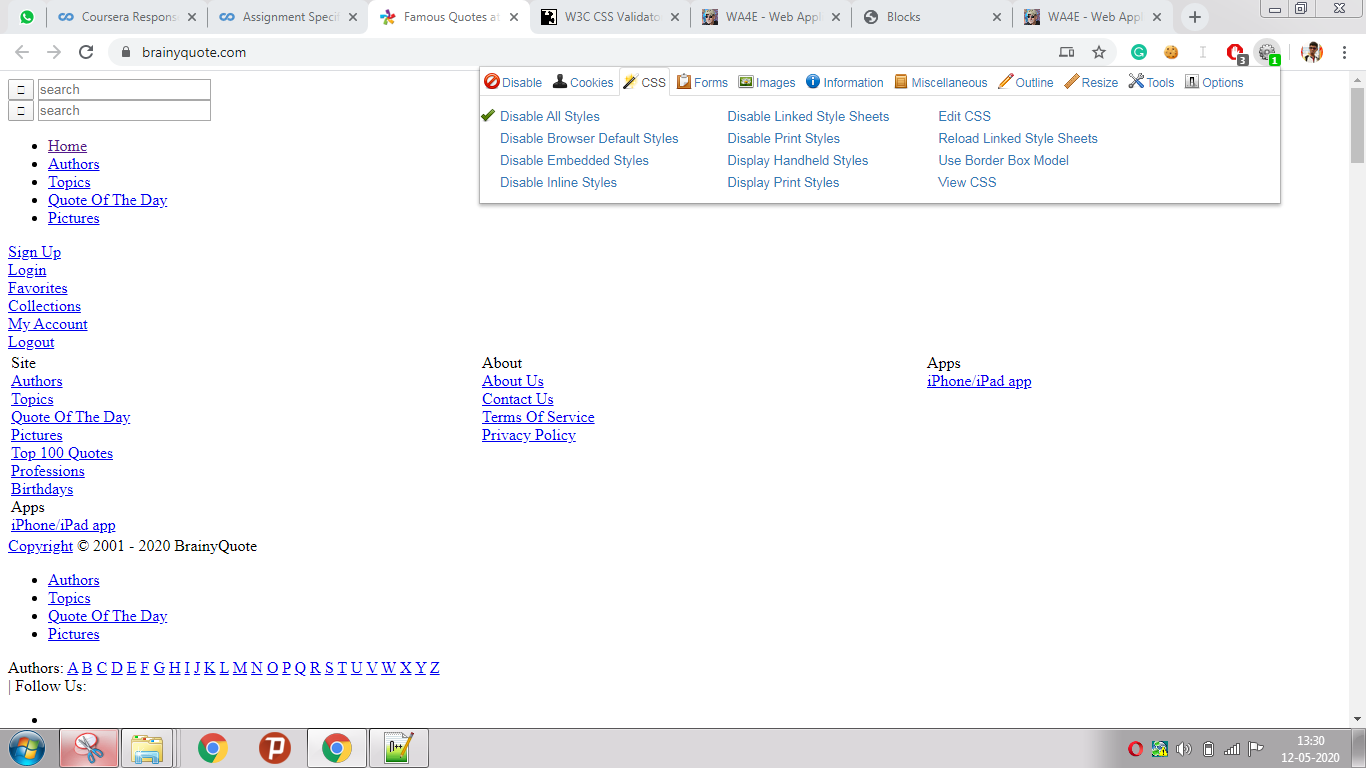 Coursera Respons
Assignment Specif
Famous Quotes at
W3C CSS Validato
WA4E - Web Appl
Blocks
WA4E - Web Appl
brainyquote.com
3
1
Disable Cookies CSS Forms Images Information Miscellaneous Outline Resize Tools Options
Disable All Styles Disable Linked Style Sheets Edit CSS
Disable Browser Default Styles Disable Print Styles Reload Linked Style Sheets
Disable Embedded Styles Display Handheld Styles Use Border Box Model
Disable Inline Styles Display Print Styles View CSS
search
search
Home
Authors
Topics
Quote Of The Day
Pictures
Sign Up
Login
Favorites
Collections
My Account
Logout
Site
Authors
Topics
Quote Of The Day
Pictures
Top 100 Quotes
Professions
Birthdays
Apps
iPhone/iPad app
About
About Us
Contact Us
Terms Of Service
Privacy Policy
Apps
iPhone/iPad app
Copyright © 2001 - 2020 BrainyQuote
Authors
Topics
Quote Of The Day
Pictures
Authors: A B C D E F G H I J K L M N O P Q R S T U V W X Y Z
| Follow Us:
13:30
12-05-2020